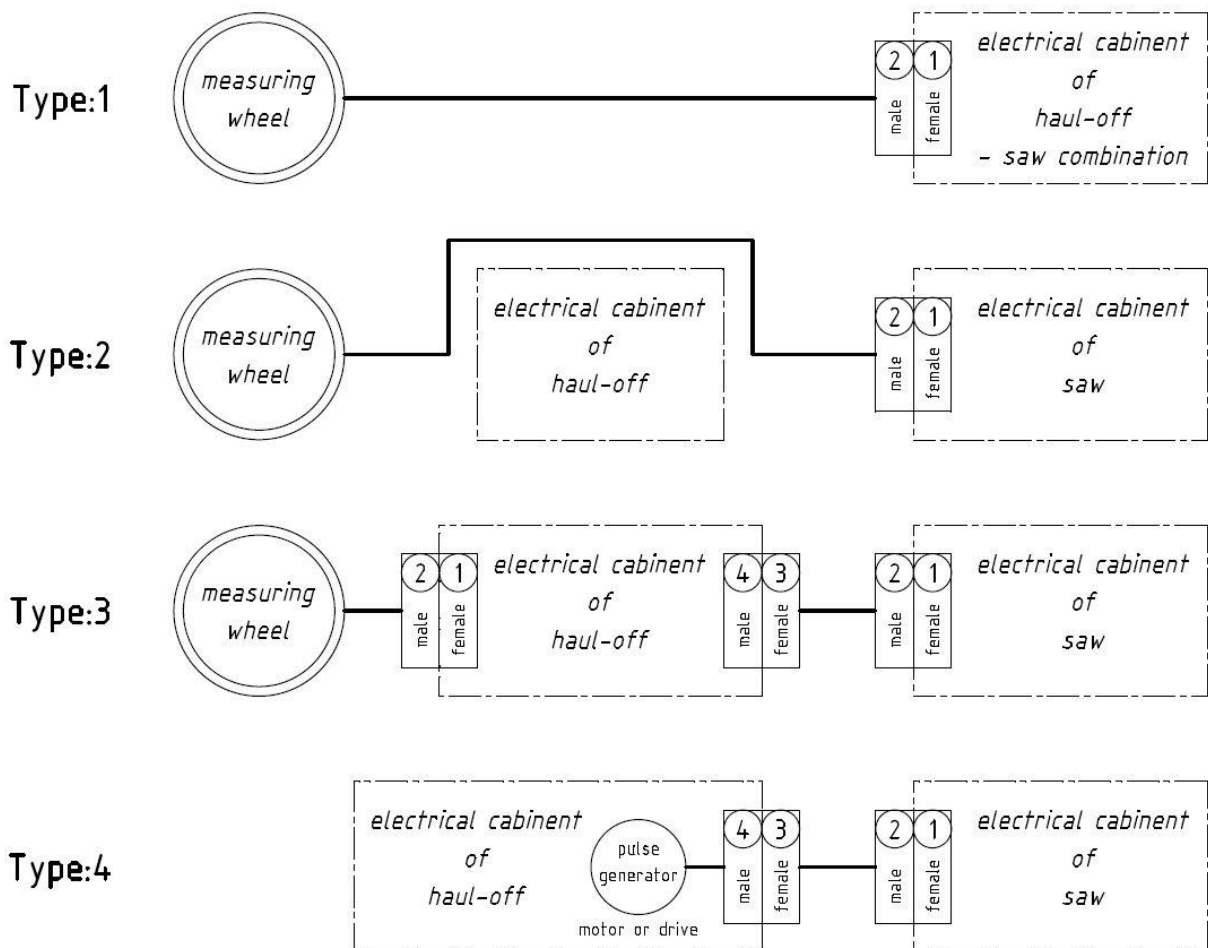 Type:1
measuring
wheel
2 1
male female
electrical cabinent
of
haul-off
- saw combination
Type:2
measuring
wheel
electrical cabinent
of
haul-off
2 1
male female
electrical cabinent
of
saw
Type:3
measuring
wheel
2 1
male female
electrical cabinent
of
haul-off
4 3
male female
2 1
male female
electrical cabinent
of
saw
Type:4
electrical cabinent
of
haul-off
pulse
generator
motor or drive
4 3
male female
2 1
male female
electrical cabinent
of
saw